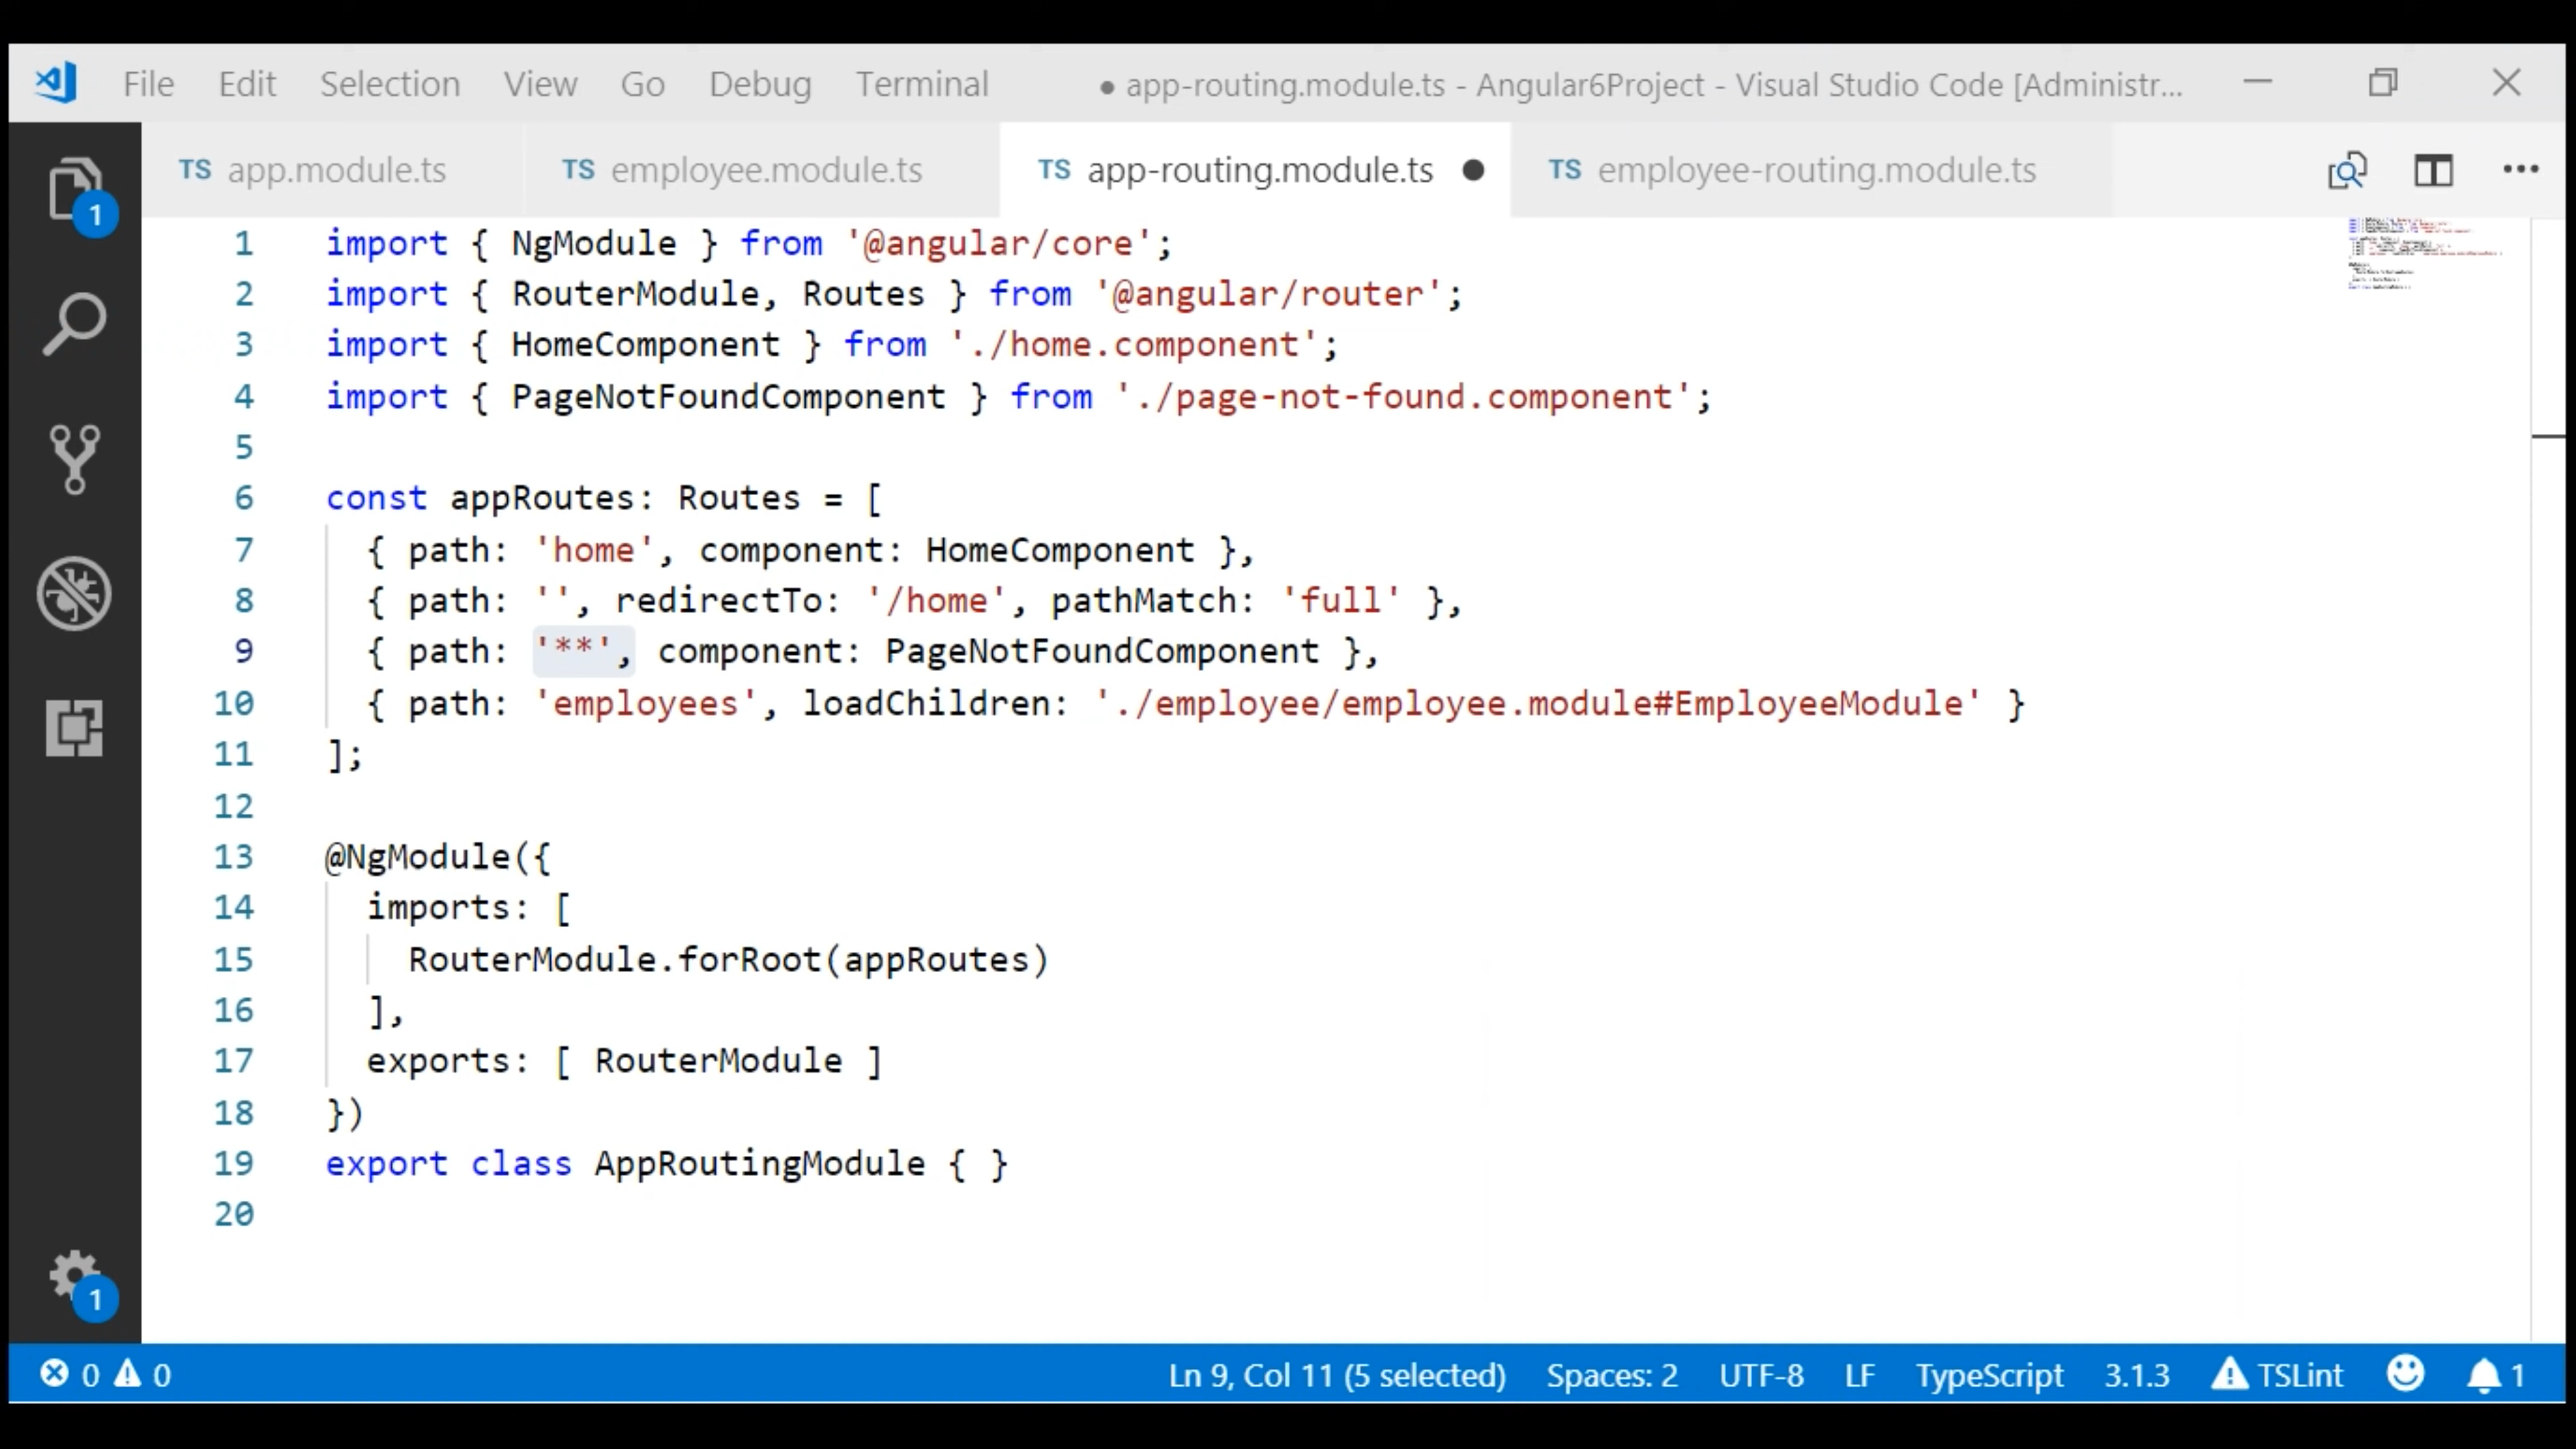 File Edit Selection View Go Debug Terminal ● app-routing.module.ts - Angular6Project - Visual Studio Code [Administr...
TS app.module.ts TS employee.module.ts TS app-routing.module.ts ● TS employee-routing.module.ts
1
1 import { NgModule } from '@angular/core';
2 import { RouterModule, Routes } from '@angular/router';
3 import { HomeComponent } from './home.component';
4 import { PageNotFoundComponent } from './page-not-found.component';
5
6 const appRoutes: Routes = [
7 { path: 'home', component: HomeComponent },
8 { path: '', redirectTo: '/home', pathMatch: 'full' },
9 { path: '**', component: PageNotFoundComponent },
10 { path: 'employees', loadChildren: './employee/employee.module#EmployeeModule' }
11 ];
12
13 @NgModule({
14 imports: [
15 RouterModule.forRoot(appRoutes)
16 ],
17 exports: [ RouterModule ]
18 })
19 export class AppRoutingModule { }
20
1
0 0 Ln 9, Col 11 (5 selected) Spaces: 2 UTF-8 LF TypeScript 3.1.3 TSLint 1